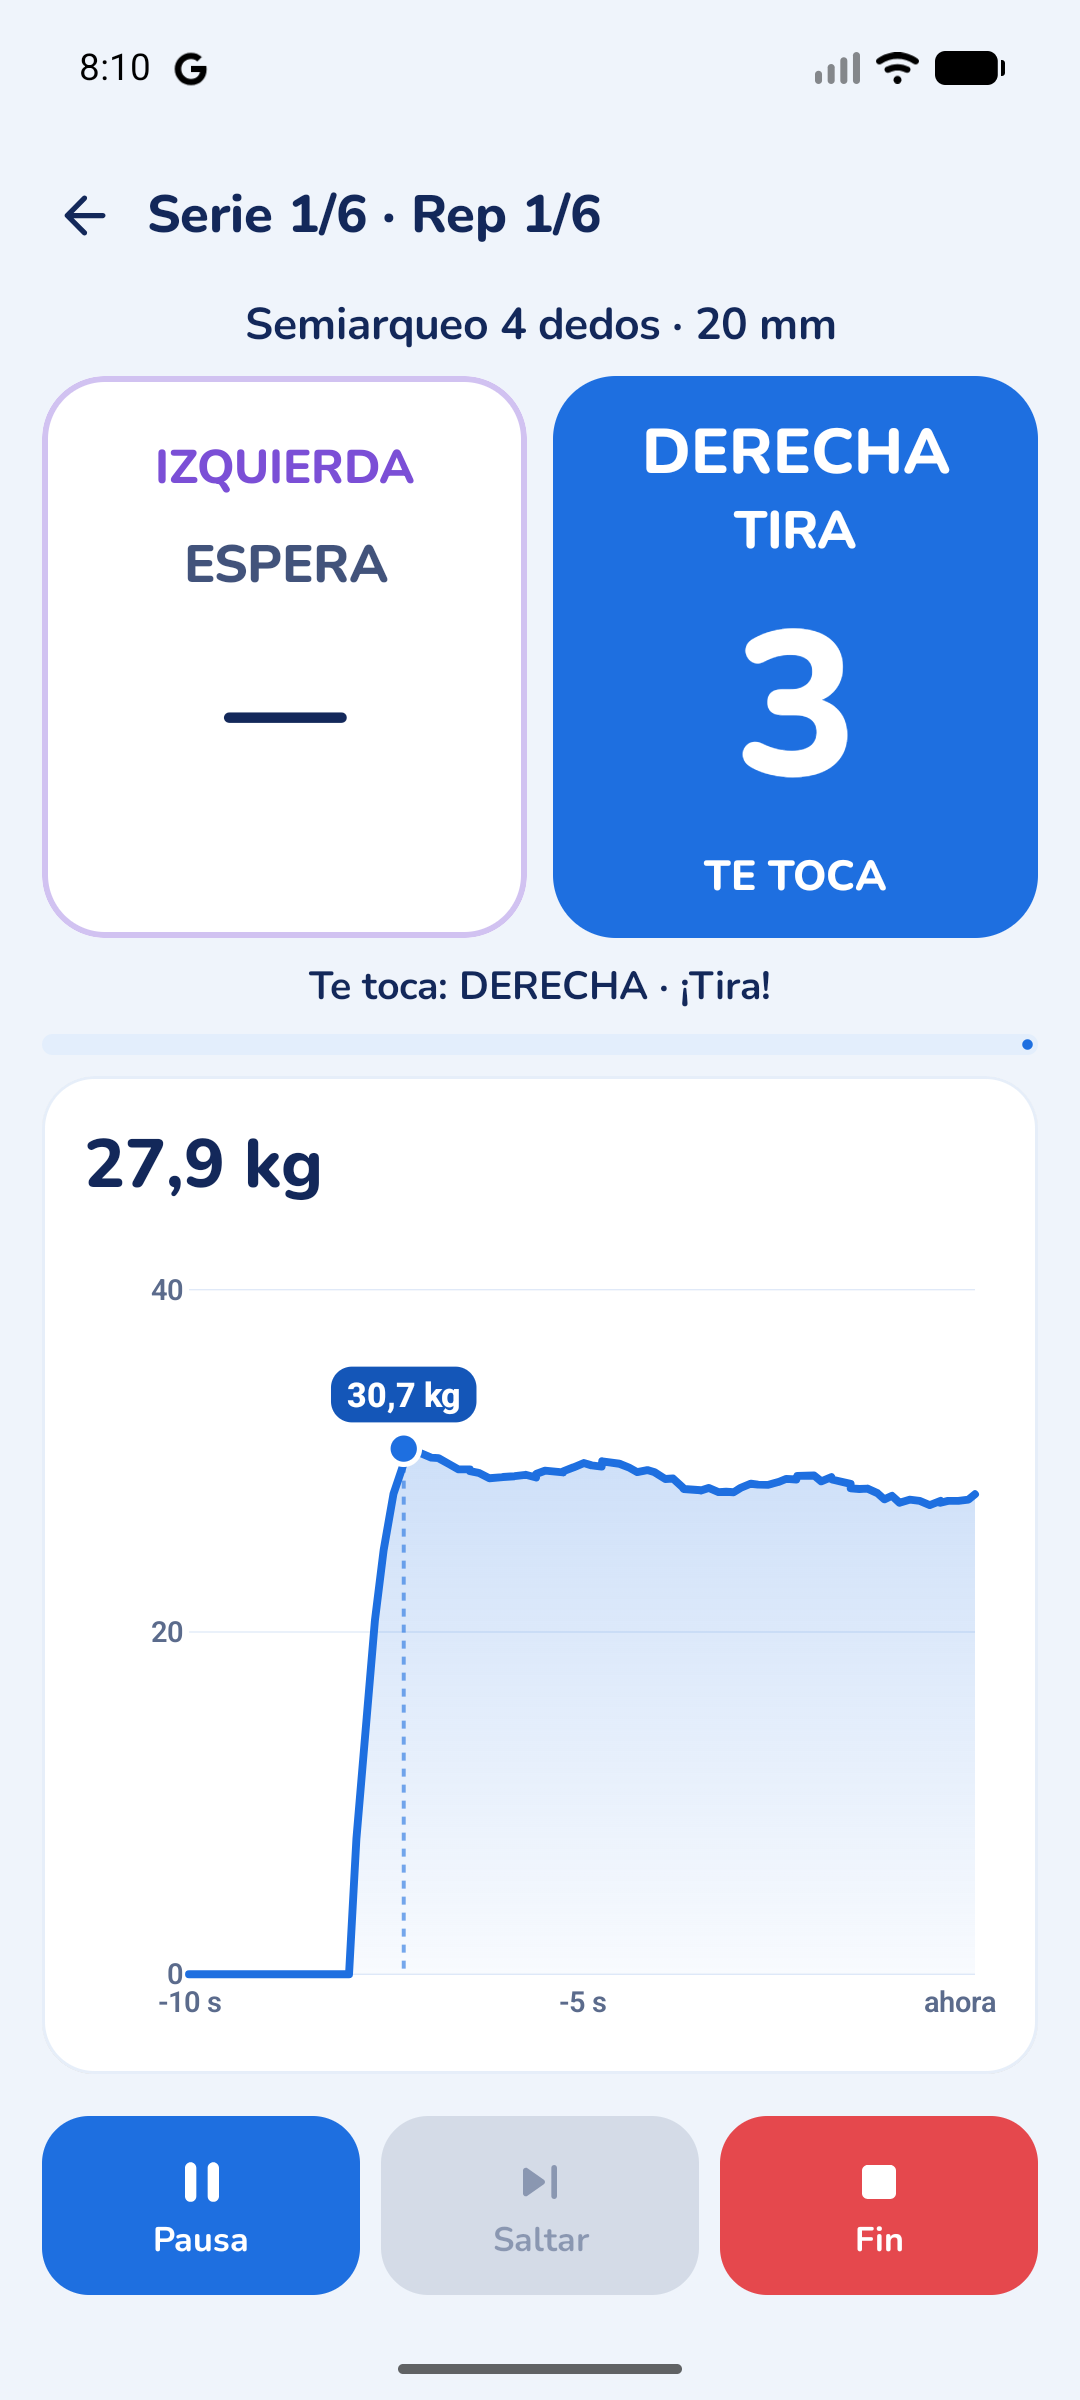 8:10
Serie 1/6 · Rep 1/6
Semiarqueo 4 dedos · 20 mm
IZQUIERDA
ESPERA
—
DERECHA
TIRA
3
TE TOCA
Te toca: DERECHA · ¡Tira!
27,9 kg
40
30,7 kg
20
0
-10 s
-5 s
ahora
Pausa
Saltar
Fin